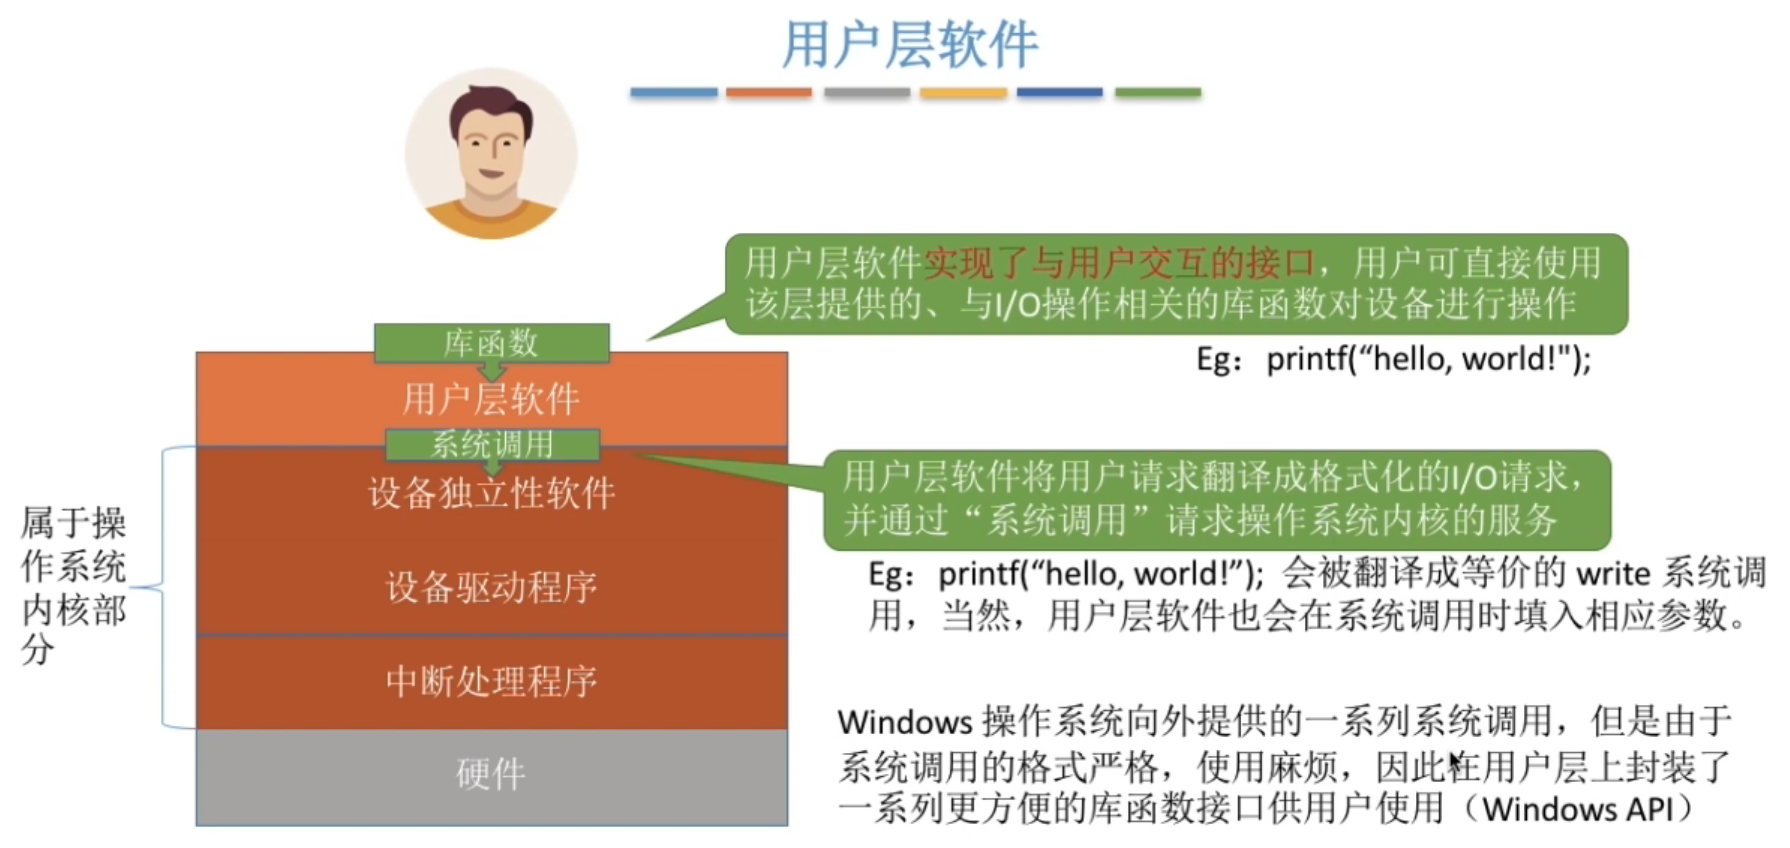 用户层软件
用户层软件实现了与用户交互的接口，用户可直接使用
该层提供的、与I/O操作相关的库函数对设备进行操作
库函数
Eg：printf(“hello, world!");
用户层软件
系统调用
用户层软件将用户请求翻译成格式化的I/O请求，
并通过“系统调用”请求操作系统内核的服务
设备独立性软件
属于操
作系统
内核部
分
Eg：printf(“hello, world!”); 会被翻译成等价的 write 系统调
用，当然，用户层软件也会在系统调用时填入相应参数。
设备驱动程序
中断处理程序
Windows 操作系统向外提供的一系列系统调用，但是由于
系统调用的格式严格，使用麻烦，因此在用户层上封装了
一系列更方便的库函数接口供用户使用（Windows API）
硬件